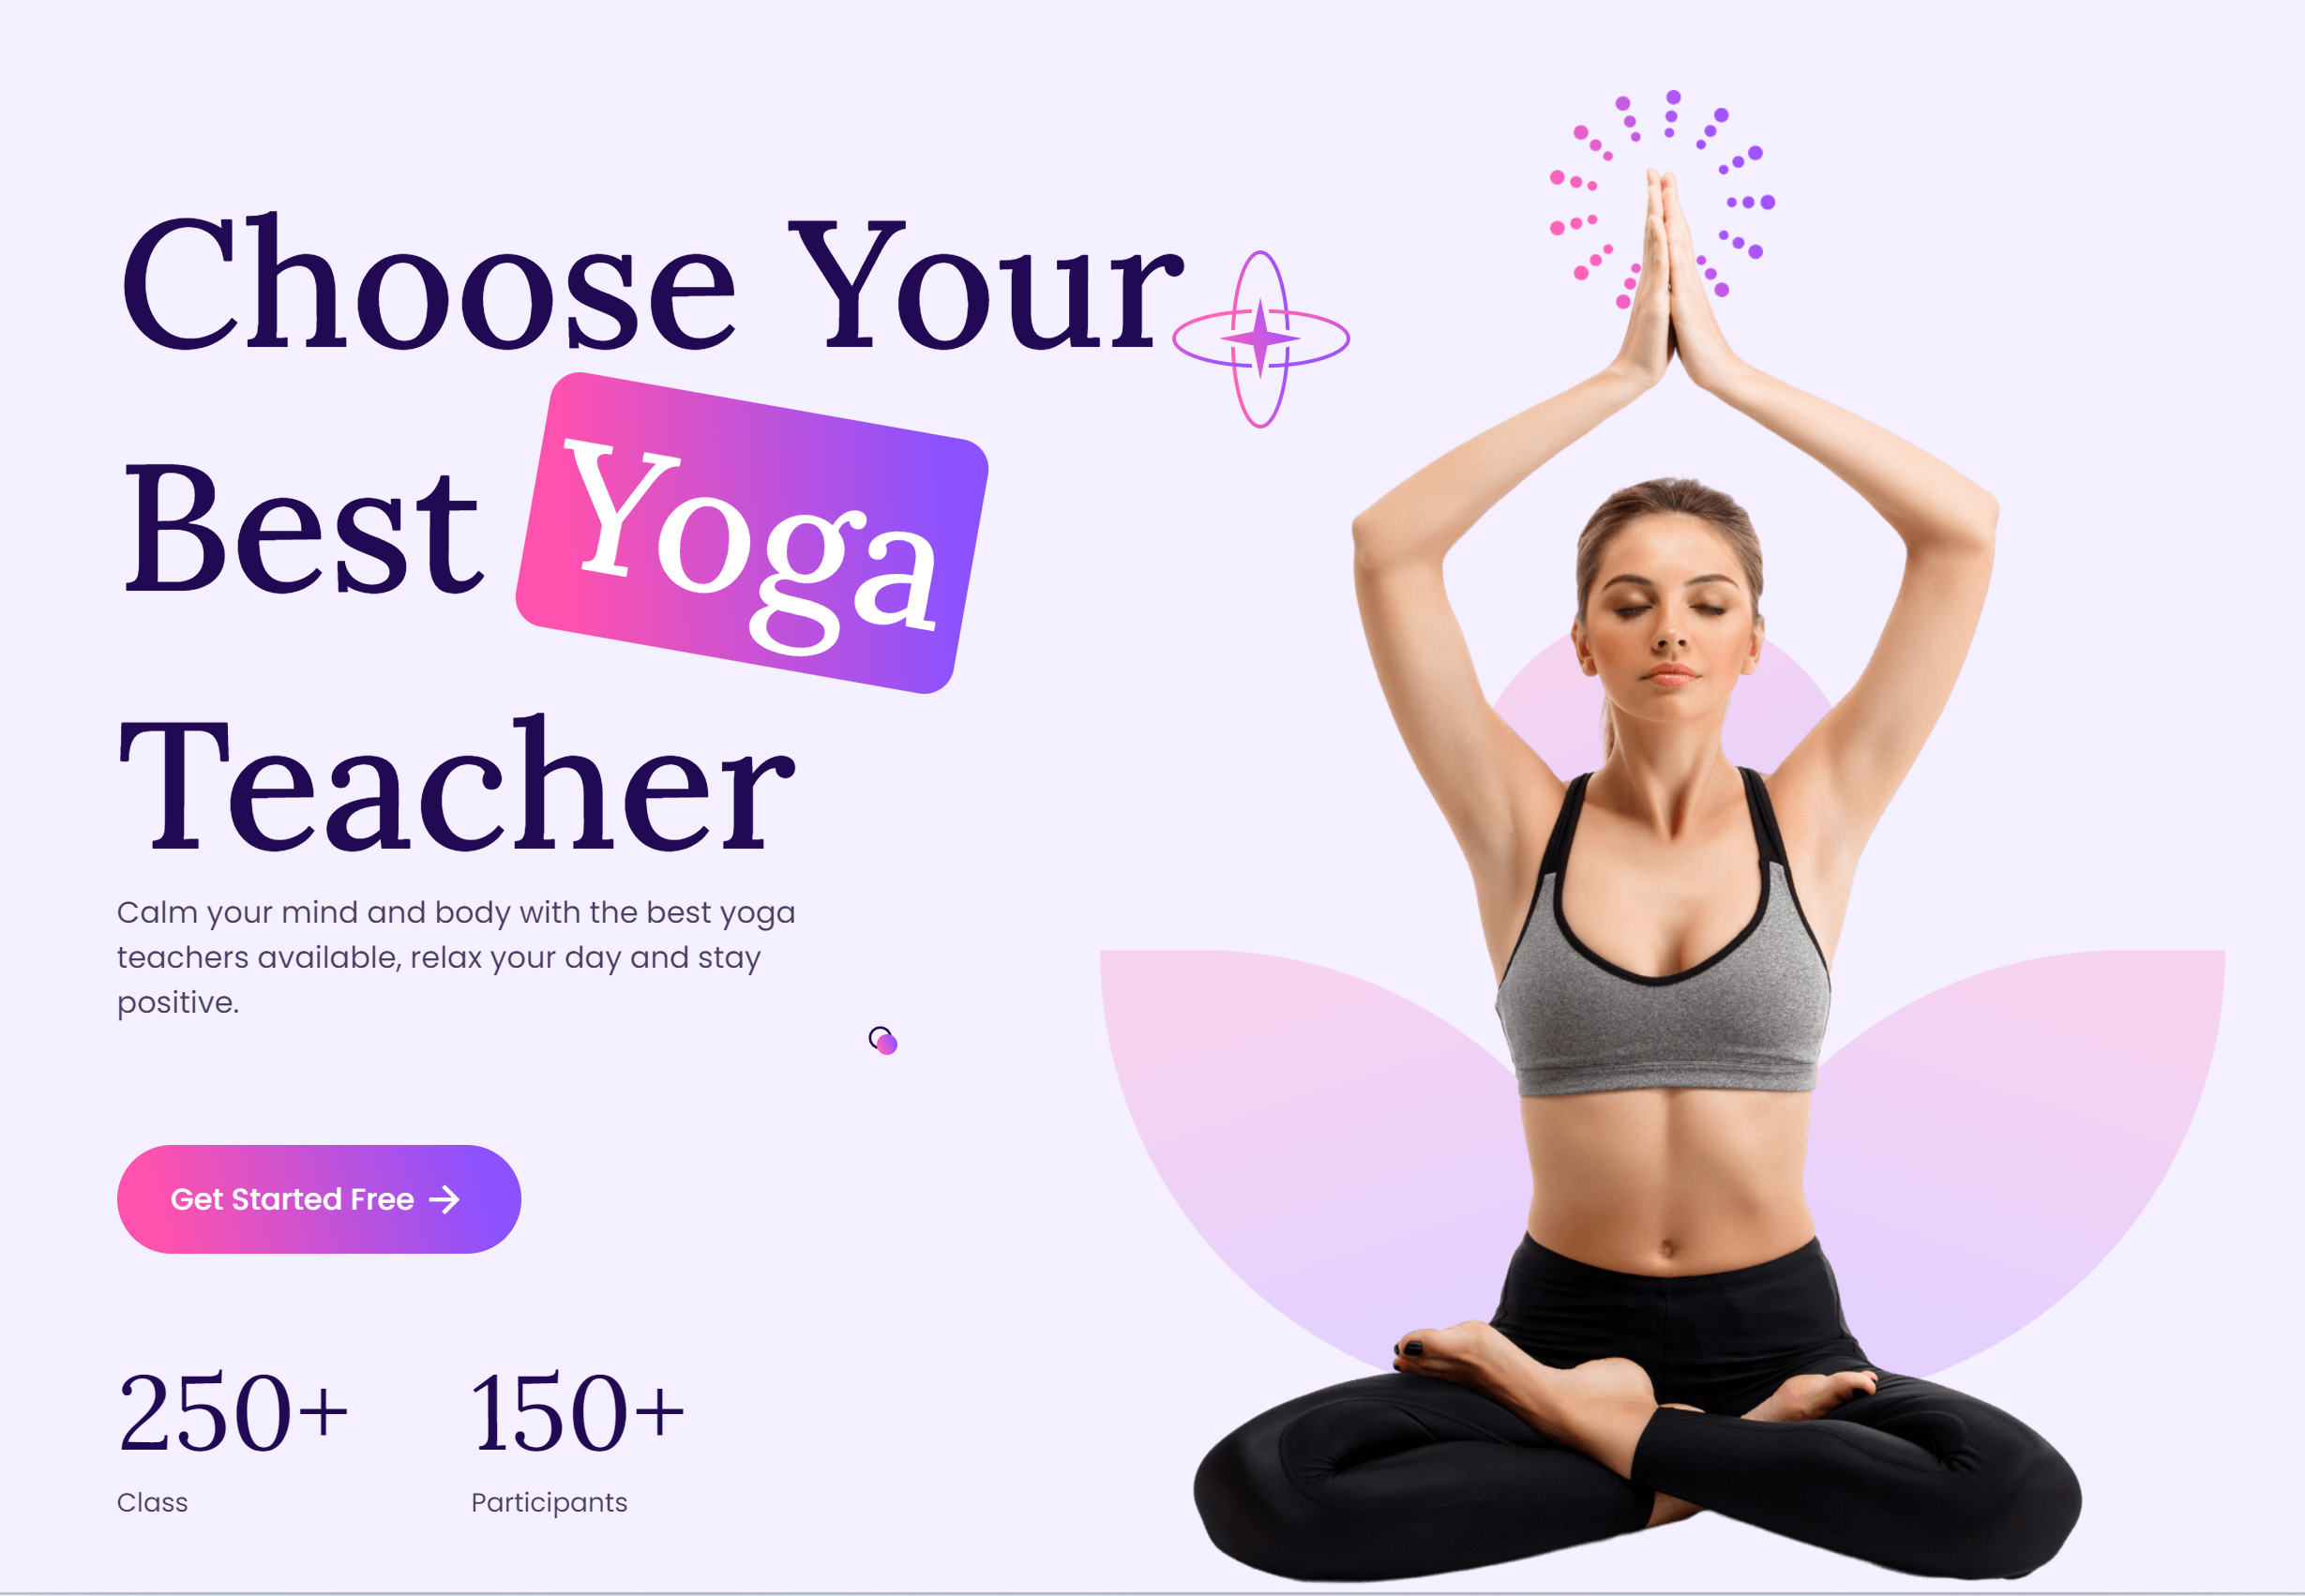 Choose Your
Best Yoga
Teacher
Calm your mind and body with the best yoga
teachers available, relax your day and stay
positive.
Get Started Free
250+
Class
150+
Participants